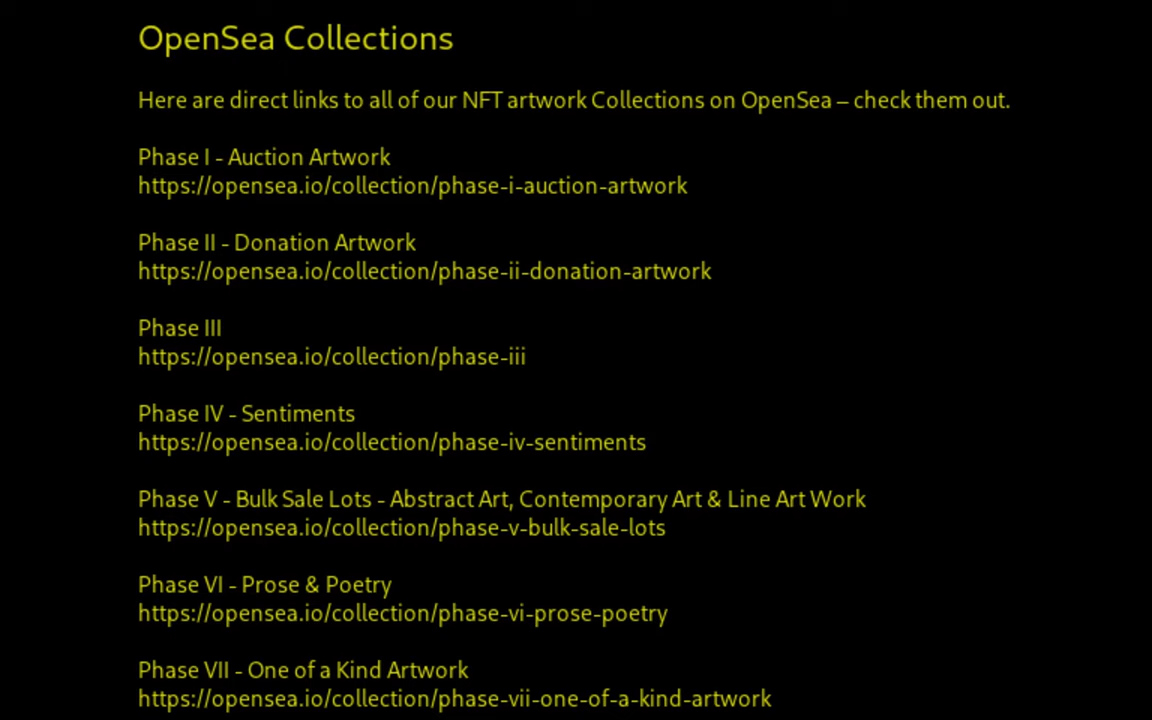 OpenSea Collections
Here are direct links to all of our NFT artwork Collections on OpenSea – check them out.
Phase I - Auction Artwork
https://opensea.io/collection/phase-i-auction-artwork
Phase II - Donation Artwork
https://opensea.io/collection/phase-ii-donation-artwork
Phase III
https://opensea.io/collection/phase-iii
Phase IV - Sentiments
https://opensea.io/collection/phase-iv-sentiments
Phase V - Bulk Sale Lots - Abstract Art, Contemporary Art & Line Art Work
https://opensea.io/collection/phase-v-bulk-sale-lots
Phase VI - Prose & Poetry
https://opensea.io/collection/phase-vi-prose-poetry
Phase VII - One of a Kind Artwork
https://opensea.io/collection/phase-vii-one-of-a-kind-artwork